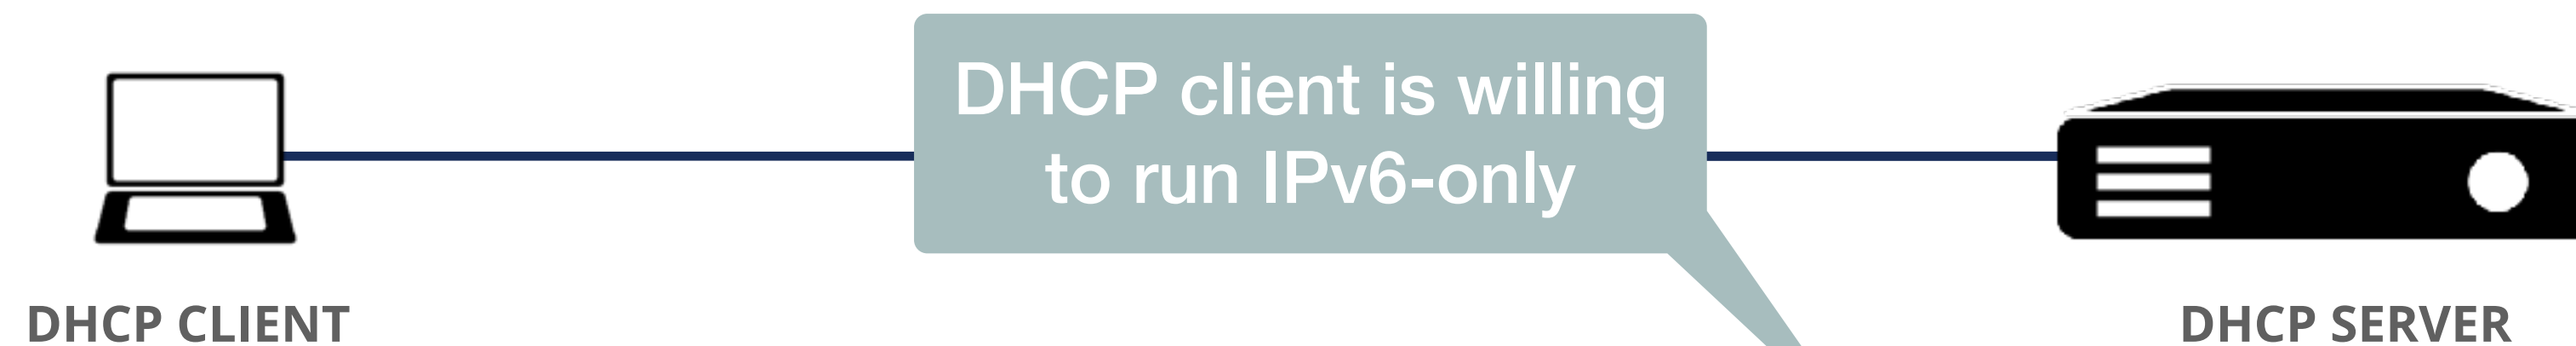 DHCP client is willing
to run IPv6-only
DHCP CLIENT
DHCP SERVER